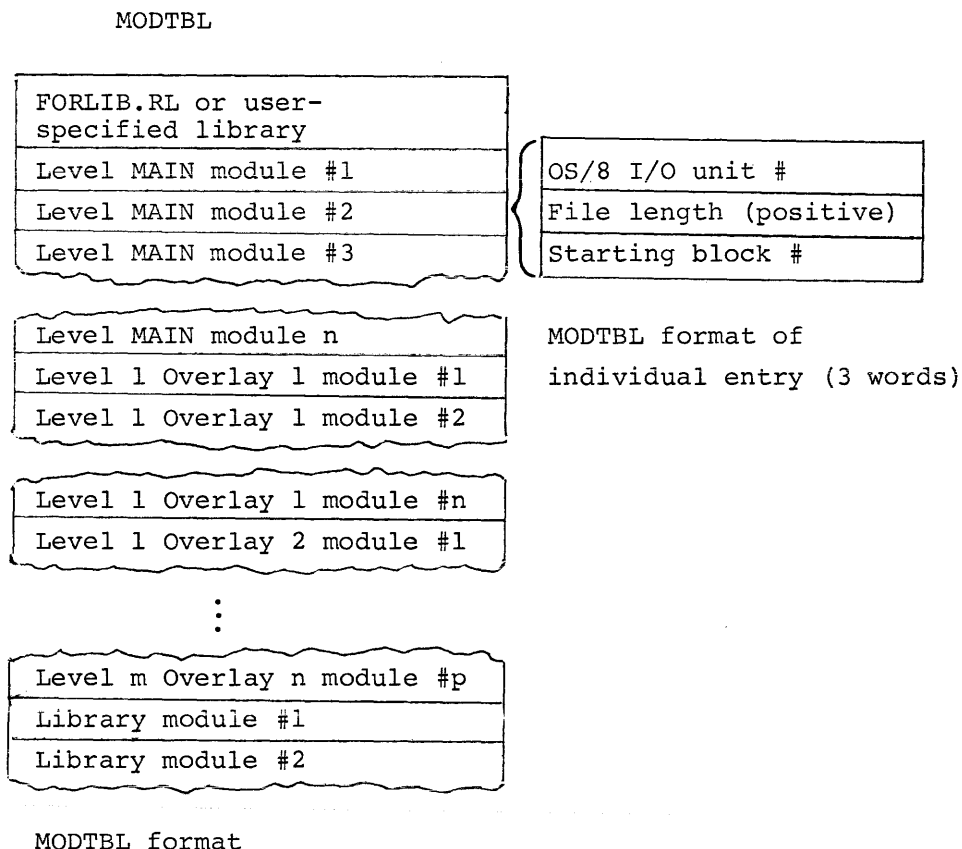 MODTBL
FORLIB.RL or user-
specified library
Level MAIN module #1
Level MAIN module #2
Level MAIN module #3
OS/8 I/O unit #
File length (positive)
Starting block #
Level MAIN module n
Level 1 Overlay 1 module #1
Level 1 Overlay 1 module #2
MODTBL format of
individual entry (3 words)
Level 1 Overlay 1 module #n
Level 1 Overlay 2 module #1
Level m Overlay n module #p
Library module #1
Library module #2
MODTBL format